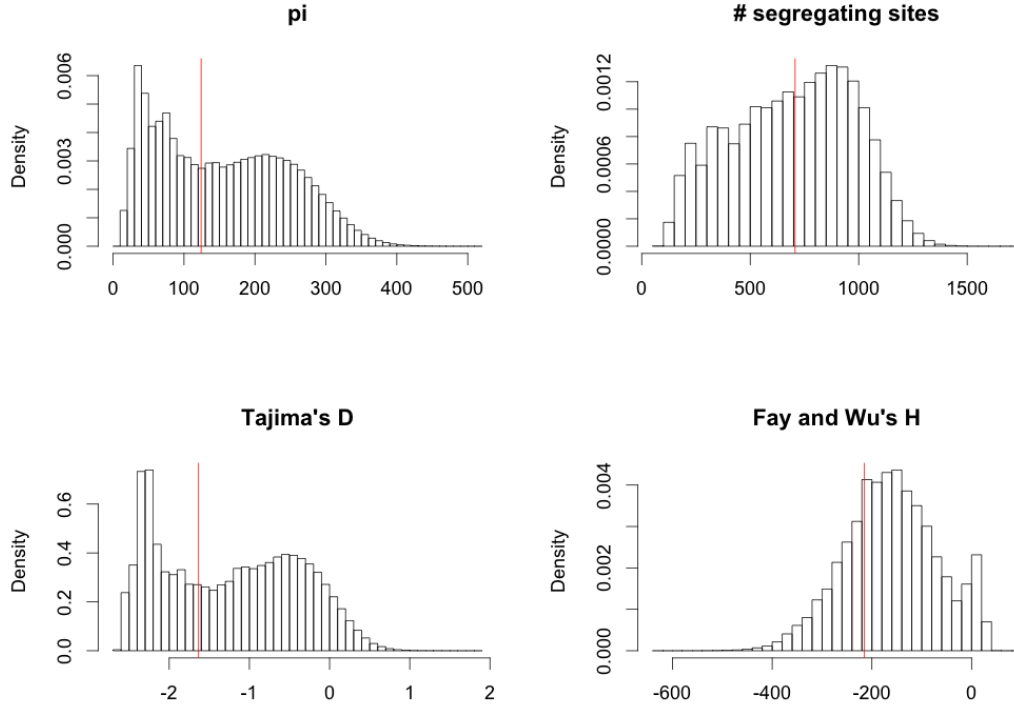 pi
Density
0.000
0.003
0.006
0 100 200 300 400 500
# segregating sites
Density
0.0000
0.0006
0.0012
0 500 1000 1500
Tajima's D
Density
0.0
0.2
0.4
0.6
-2 -1 0 1 2
Fay and Wu's H
Density
0.000
0.002
0.004
-600 -400 -200 0